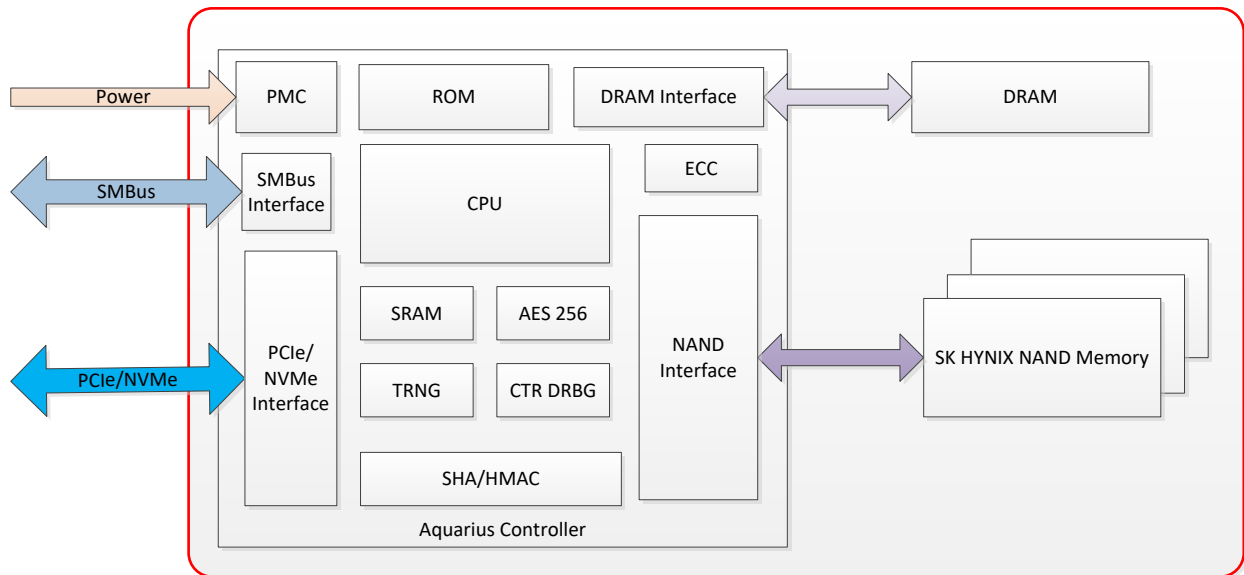 Power
PMC
ROM
DRAM Interface
DRAM
SMBus
SMBus
Interface
CPU
ECC
SRAM
AES 256
PCIe/NVMe
PCIe/
NVMe
Interface
TRNG
CTR DRBG
NAND
Interface
SK HYNIX NAND Memory
SHA/HMAC
Aquarius Controller